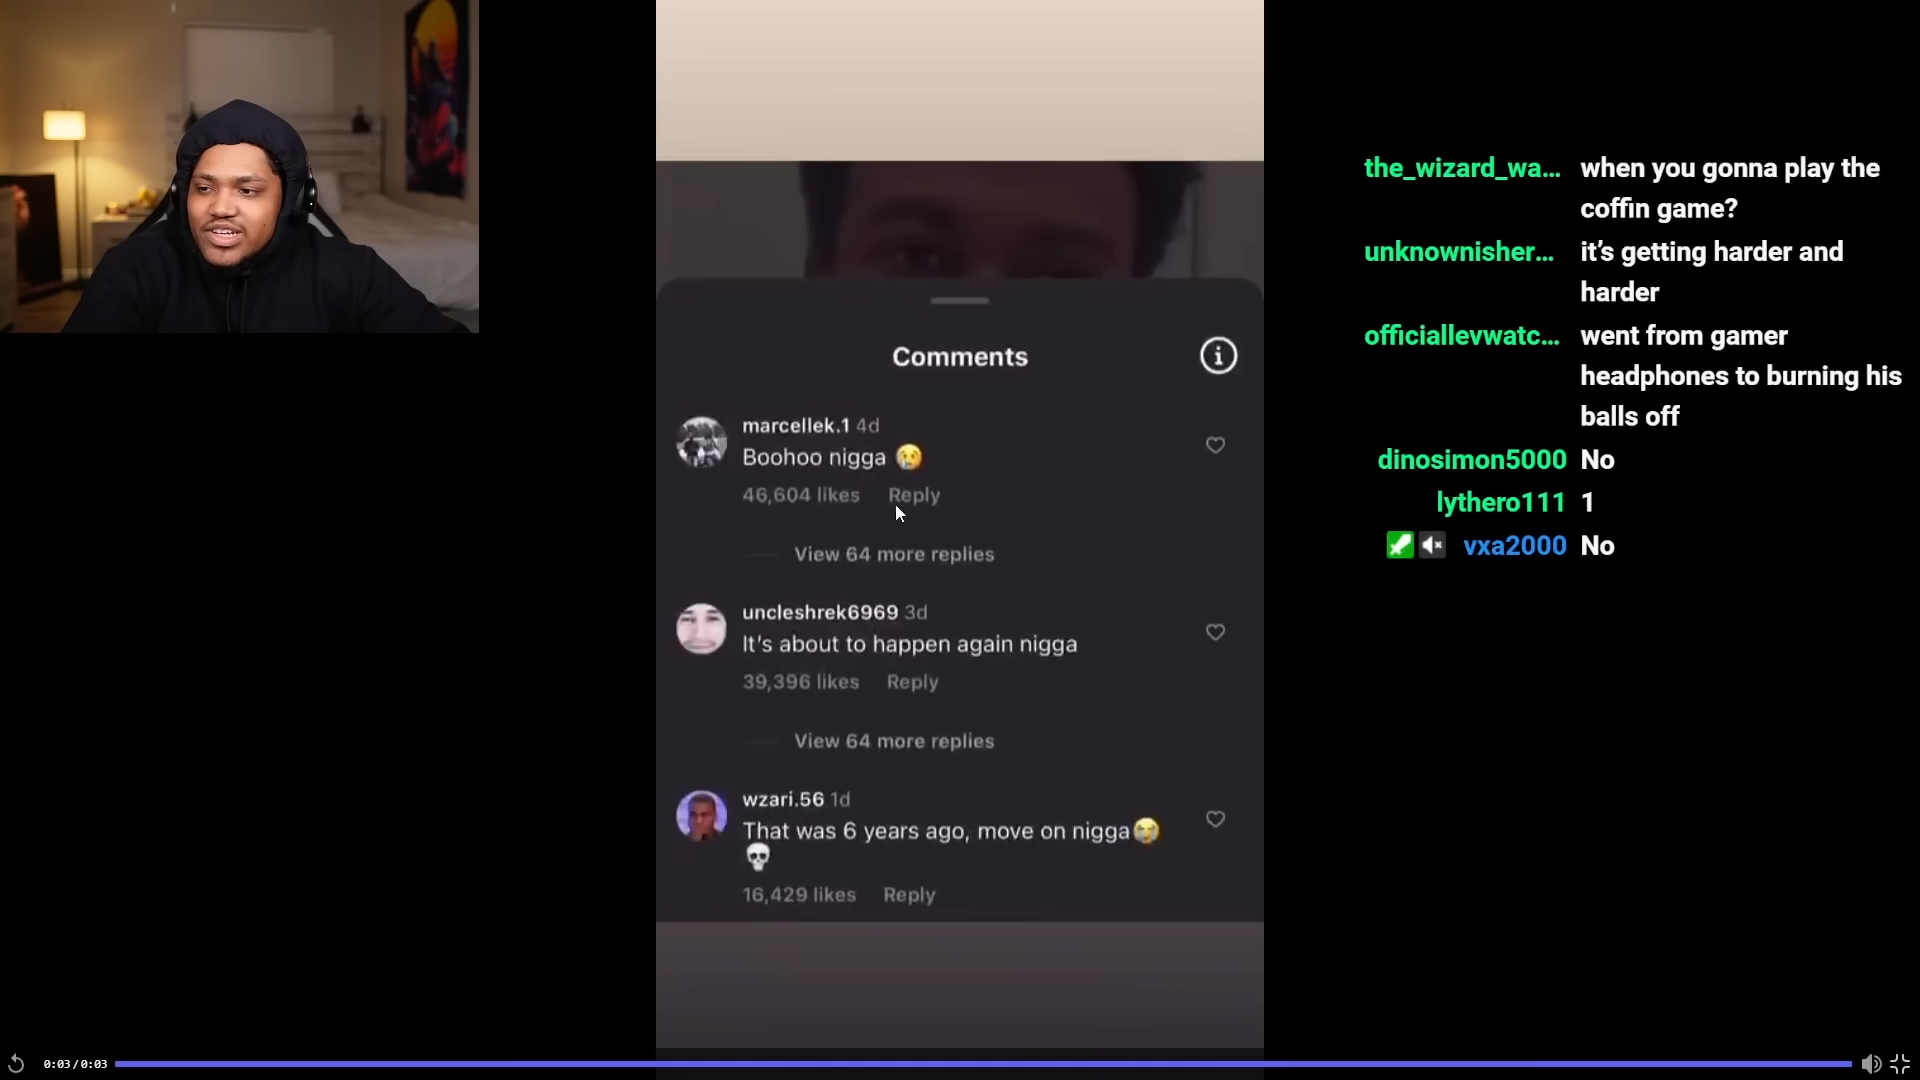 Comments
marcellek.1 4d
Boohoo nigga 😢
46,604 likes Reply
View 64 more replies
uncleshrek6969 3d
It's about to happen again nigga
39,396 likes Reply
View 64 more replies
wzari.56 1d
That was 6 years ago, move on nigga😭
💀
16,429 likes Reply
the_wizard_wa... when you gonna play the
coffin game?
unknownisher... it's getting harder and
harder
officiallevwatc... went from gamer
headphones to burning his
balls off
dinosimon5000 No
lythero111 1
vxa2000 No
0:03/0:03